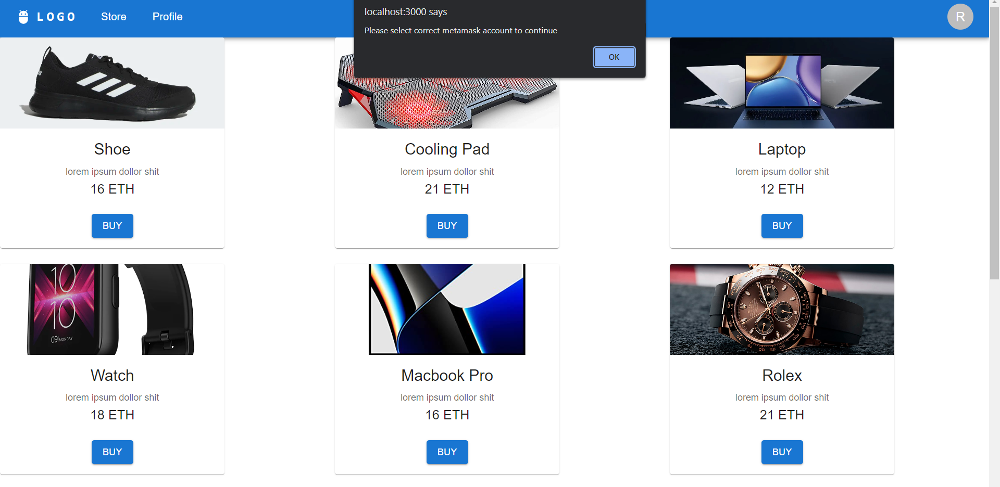 LOGO
Store
Profile
localhost:3000 says
Please select correct metamask account to continue
OK
R
Shoe
lorem ipsum dollor shit
16 ETH
BUY
Cooling Pad
lorem ipsum dollor shit
21 ETH
BUY
Laptop
lorem ipsum dollor shit
12 ETH
BUY
10
10
09 MONDAY
Watch
lorem ipsum dollor shit
18 ETH
BUY
Macbook Pro
lorem ipsum dollor shit
16 ETH
BUY
Rolex
lorem ipsum dollor shit
21 ETH
BUY